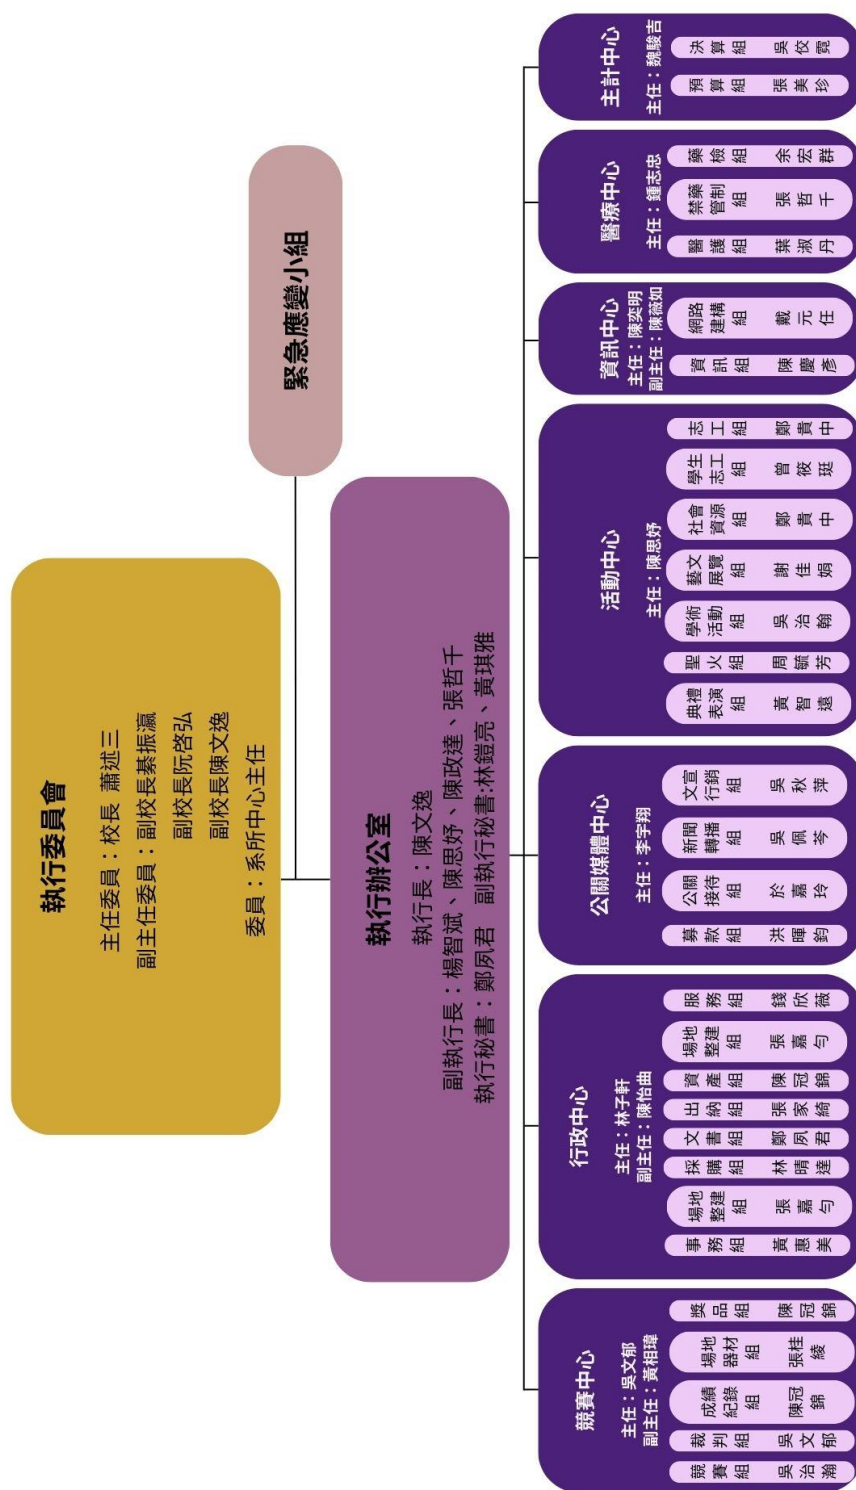 執行委員會
主任委員：校長 蕭述三
副主任委員：副校長綦振瀛
副校長阮啓弘
副校長陳文逸
委員：系所中心主任
緊急應變小組
執行辦公室
執行長：陳文逸
副執行長：楊智斌、陳思妤、陳政達、張哲千
執行秘書：鄭夙君 副執行秘書:林鎧亮、黃琪雅
競賽中心
主任：吳文郁
副主任：黃相瑋
競賽組
吳治瀚
裁判組
吳文郁
成績
紀錄
組
陳冠
錦
場地
器材
組
張桂
綾
獎品組
陳冠錦
行政中心
主任：林子軒
副主任：陳怡曲
事務組
黃惠美
場地
整建
組
張嘉勻
採購組
林晴達
文書組
鄭夙君
出納組
張家綺
資產組
陳冠錦
場地
整建
組
張嘉勻
服務組
錢欣薇
公關媒體中心
主任：李宇翔
募款組
洪暉鈞
公關
接待
組
於嘉玲
新聞
轉播
組
吳佩芩
文宣
行銷
組
吳秋萍
活動中心
主任：陳思妤
典禮
表演
組
黃智遠
聖火組
周毓芳
學術
活動
組
吳治翰
藝文
展覽
組
謝佳娟
社會
資源
組
鄭貴中
學生
志工
組
曾筱珽
志工組
鄭貴中
資訊中心
主任：陳奕明
副主任：陳薇如
資訊組
陳慶彥
網路
建構
組
戴元任
醫療中心
主任：鍾志忠
醫護組
葉淑丹
禁藥
管制
組
張哲千
藥檢組
余宏群
主計中心
主任：魏駿吉
預算組
張美珍
決算組
吳佼霓